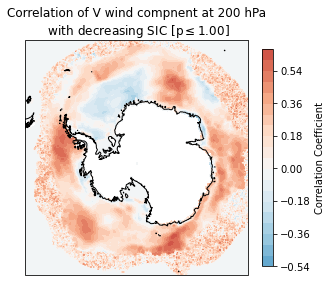 Correlation of V wind compnent at 200 hPa
with decreasing SIC [p ≤ 1.00]
0.54
0.36
0.18
0.00
−0.18
−0.36
−0.54
Correlation Coefficient